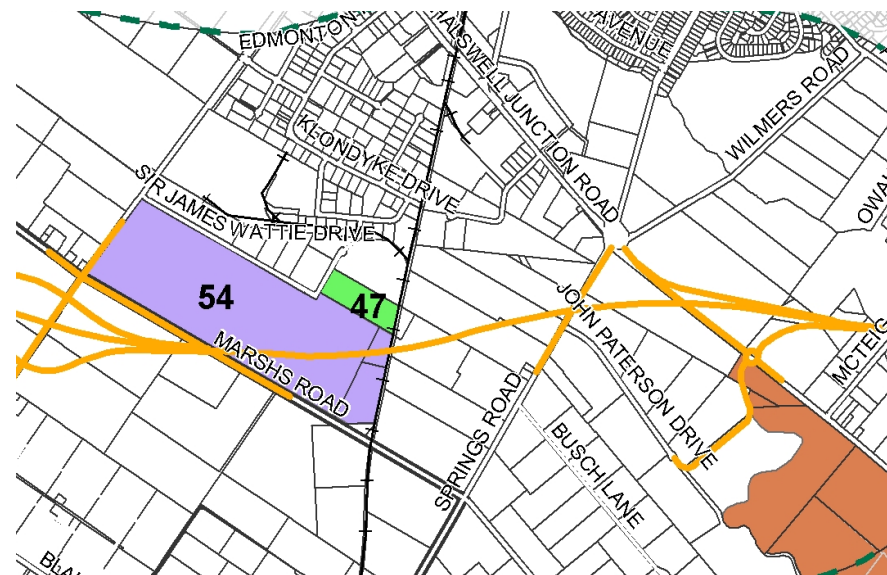 EDMONTON
HALSWELL JUNCTION ROAD
AVENUE
WILMERS ROAD
KLONDYKE DRIVE
SIR JAMES WATTIE DRIVE
54
47
MARSHS ROAD
JOHN PATERSON DRIVE
SPRINGS ROAD
BUSCH LANE